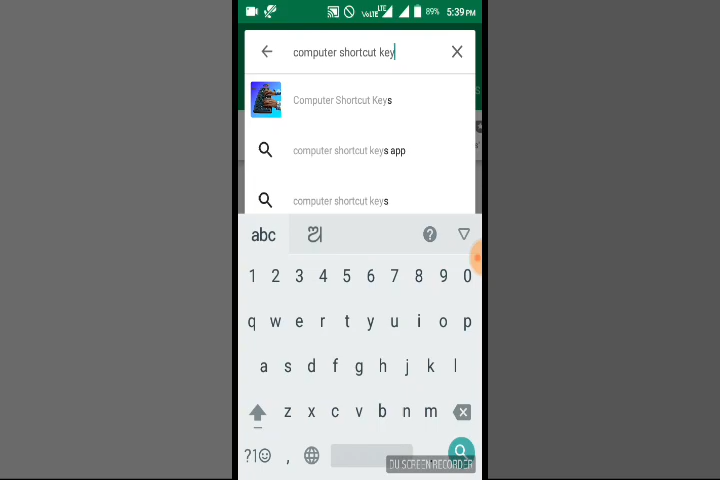 VoLTE LTE 89% 5:39 PM
computer shortcut key
Computer Shortcut Keys
computer shortcut keys app
computer shortcut keys
abc ଅ ?
1 2 3 4 5 6 7 8 9 0
q w e r t y u i o p
a s d f g h j k l
z x c v b n m
?1☺ , .
DU SCREEN RECORDER